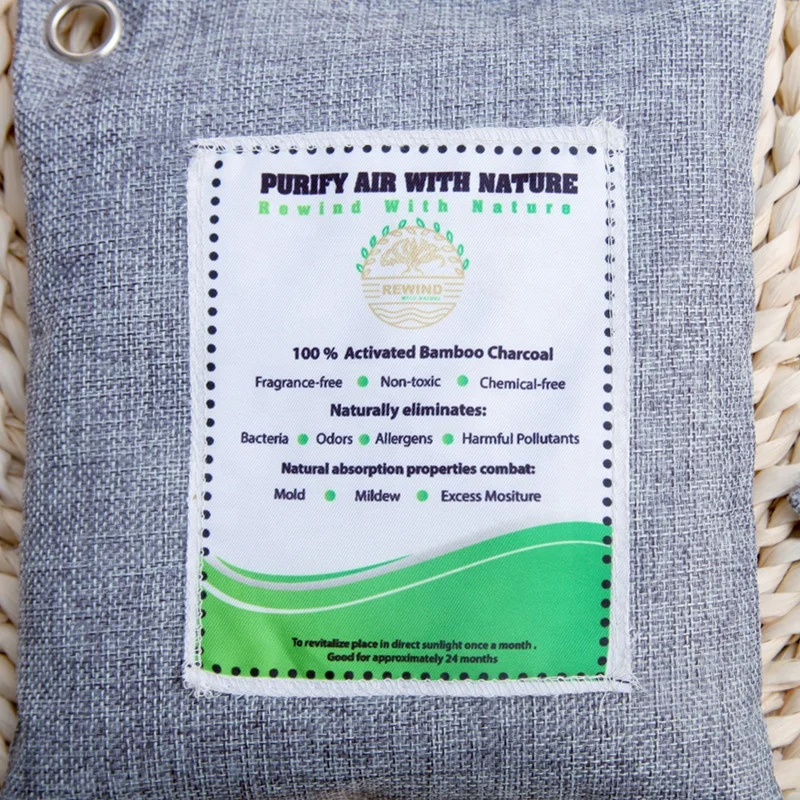 PURIFY AIR WITH NATURE
Rewind With Nature
REWIND
WITH NATURE
100 % Activated Bamboo Charcoal
Fragrance-free Non-toxic Chemical-free
Naturally eliminates:
Bacteria Odors Allergens Harmful Pollutants
Natural absorption properties combat:
Mold Mildew Excess Mositure
To revitalize place in direct sunlight once a month .
Good for approximately 24 months